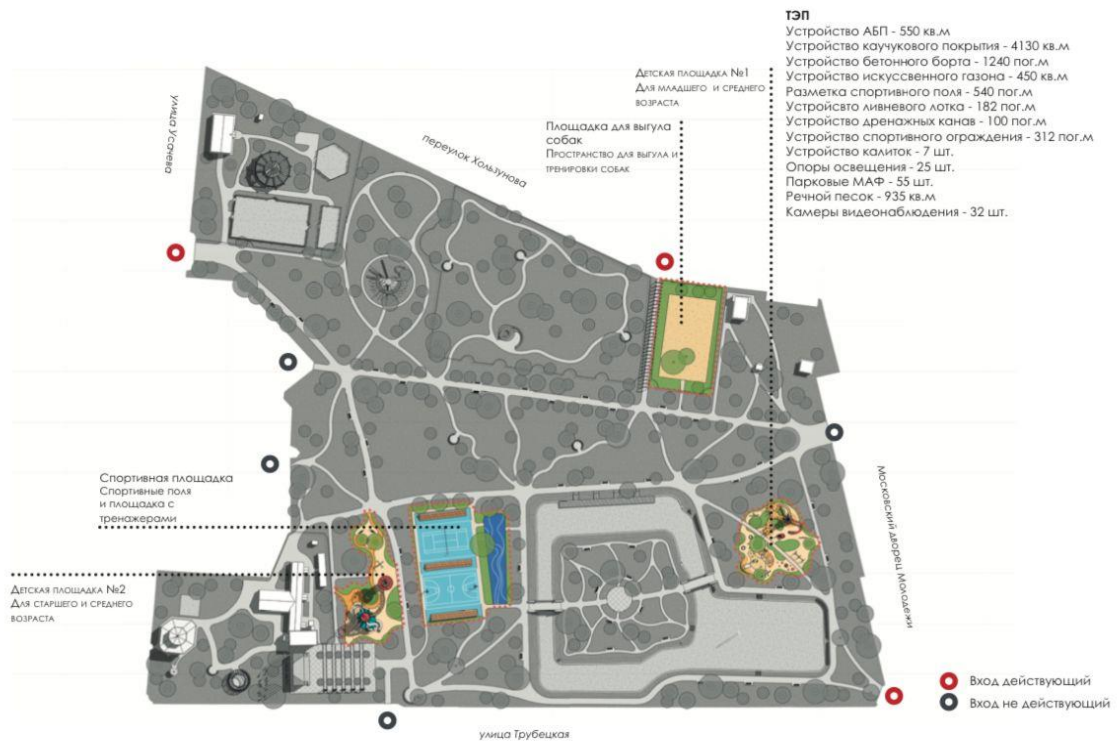 ТЭП
Устройство АБП - 550 кв.м
Устройство каучукового покрытия - 4130 кв.м
Устройство бетонного борта - 1240 пог.м
Устройство искуссвенного газона - 450 кв.м
Разметка спортивного поля - 540 пог.м
Устройсвто ливневого лотка - 182 пог.м
Устройство дренажных канав - 100 пог.м
Устройство спортивного ограждения - 312 пог.м
Устройство калиток - 7 шт.
Опоры освещения - 25 шт.
Парковые МАФ - 55 шт.
Речной песок - 935 кв.м
Камеры видеонаблюдения - 32 шт.
Детская площадка №1
Для младшего и среднего
возраста
Площадка для выгула
собак
Пространство для выгула и
тренировки собак
улица Усачева
переулок Хользунова
Спортивная площадка
Спортивные поля
и площадка с
тренажерами
Детская площадка №2
Для старшего и среднего
возраста
Московский дворец Молодежи
Вход действующий
Вход не действующий
улица Трубецкая